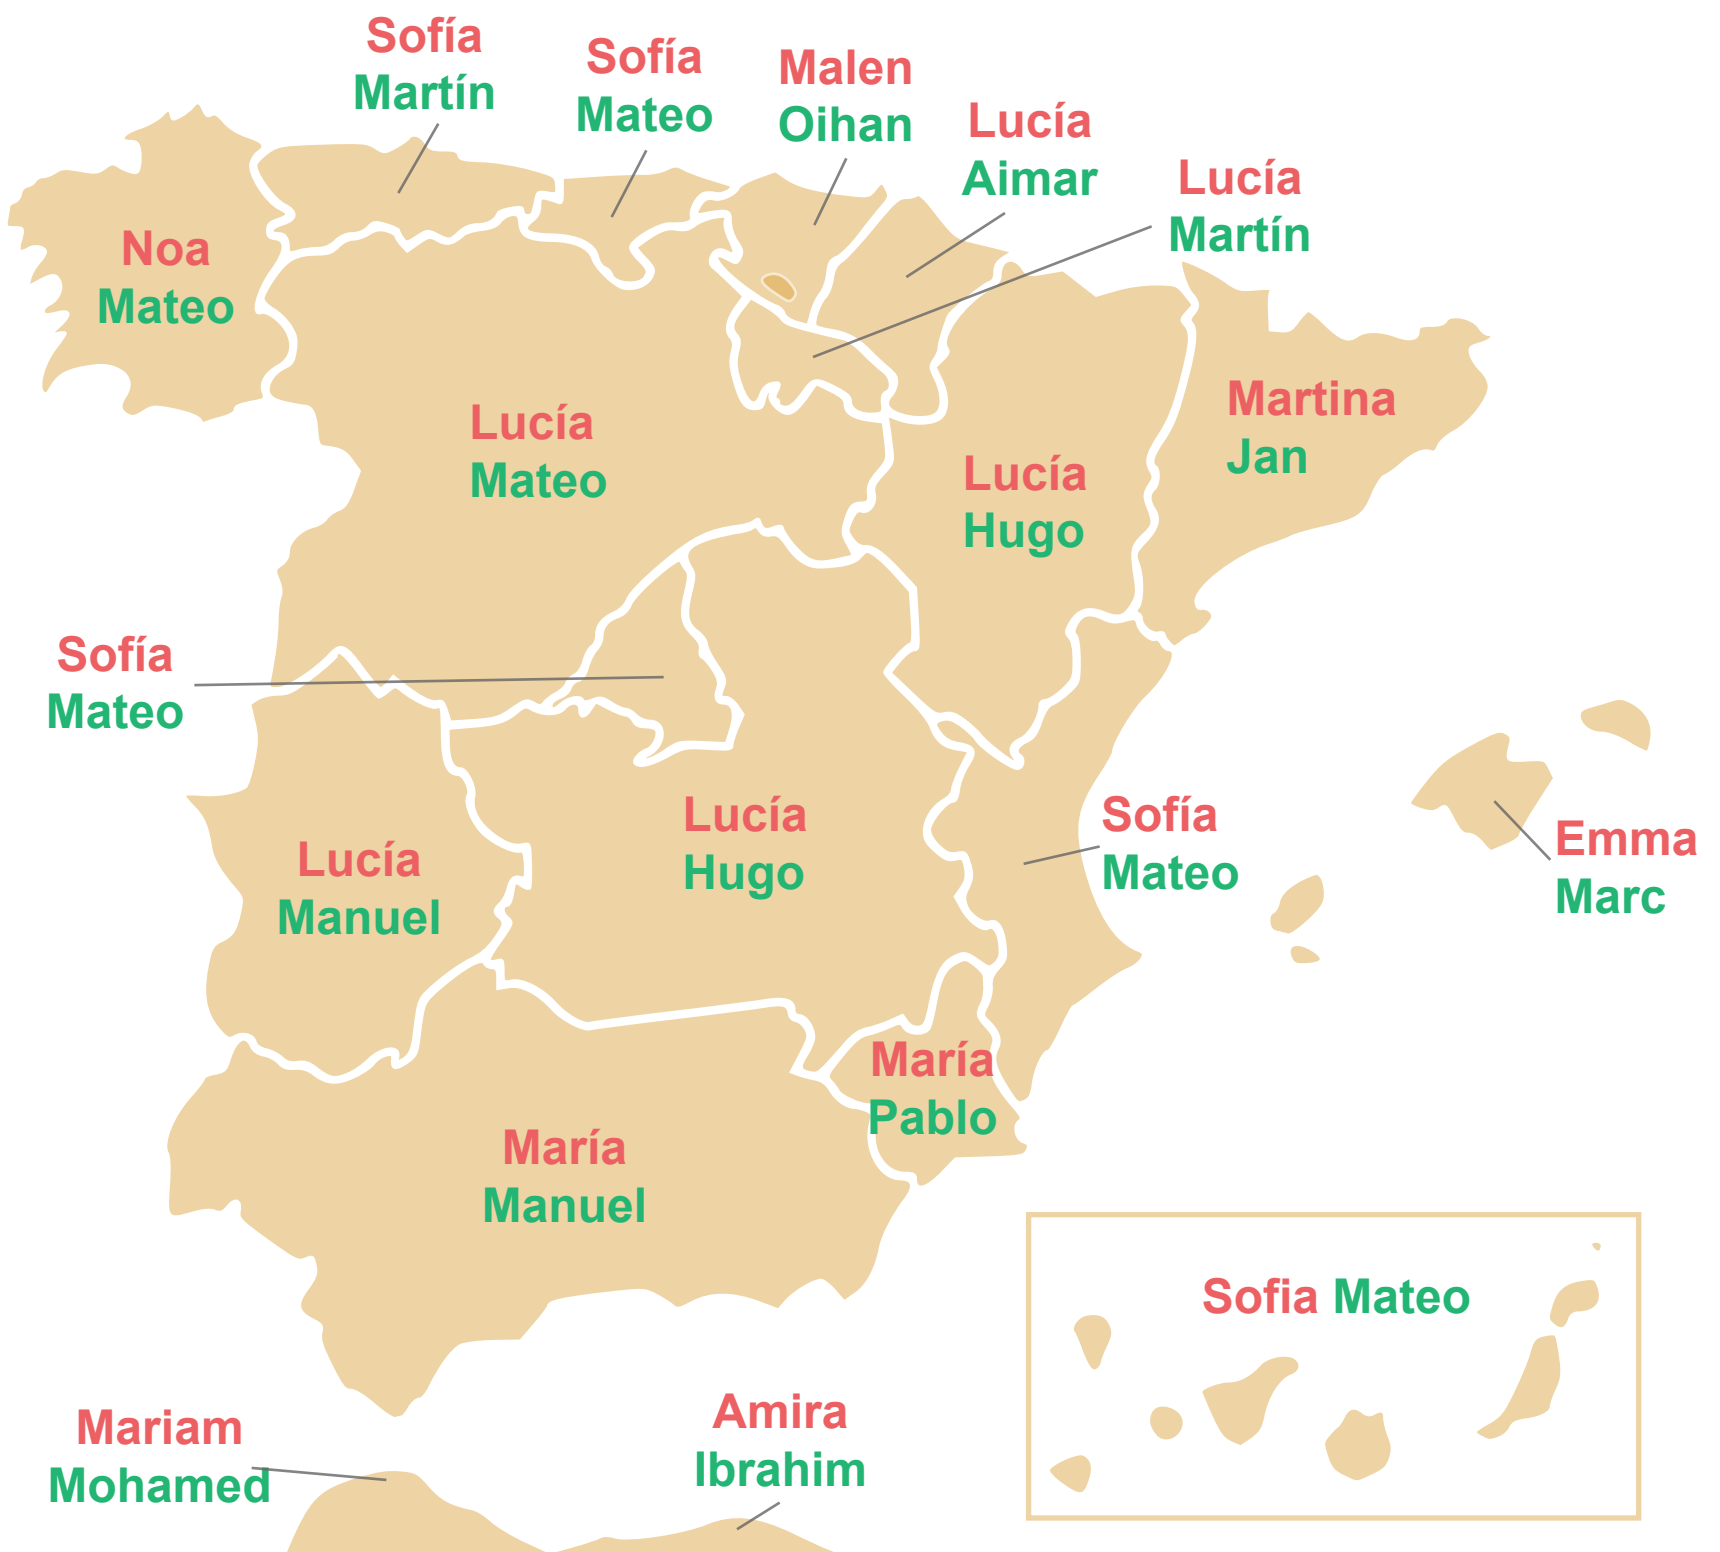 Sofía
Martín
Sofía
Mateo
Malen
Oihan
Lucía
Aimar
Lucía
Martín
Noa
Mateo
Lucía
Mateo
Martina
Jan
Lucía
Hugo
Sofía
Mateo
Lucía
Manuel
Lucía
Hugo
Sofía
Mateo
Emma
Marc
María
Pablo
María
Manuel
Sofia Mateo
Mariam
Mohamed
Amira
Ibrahim